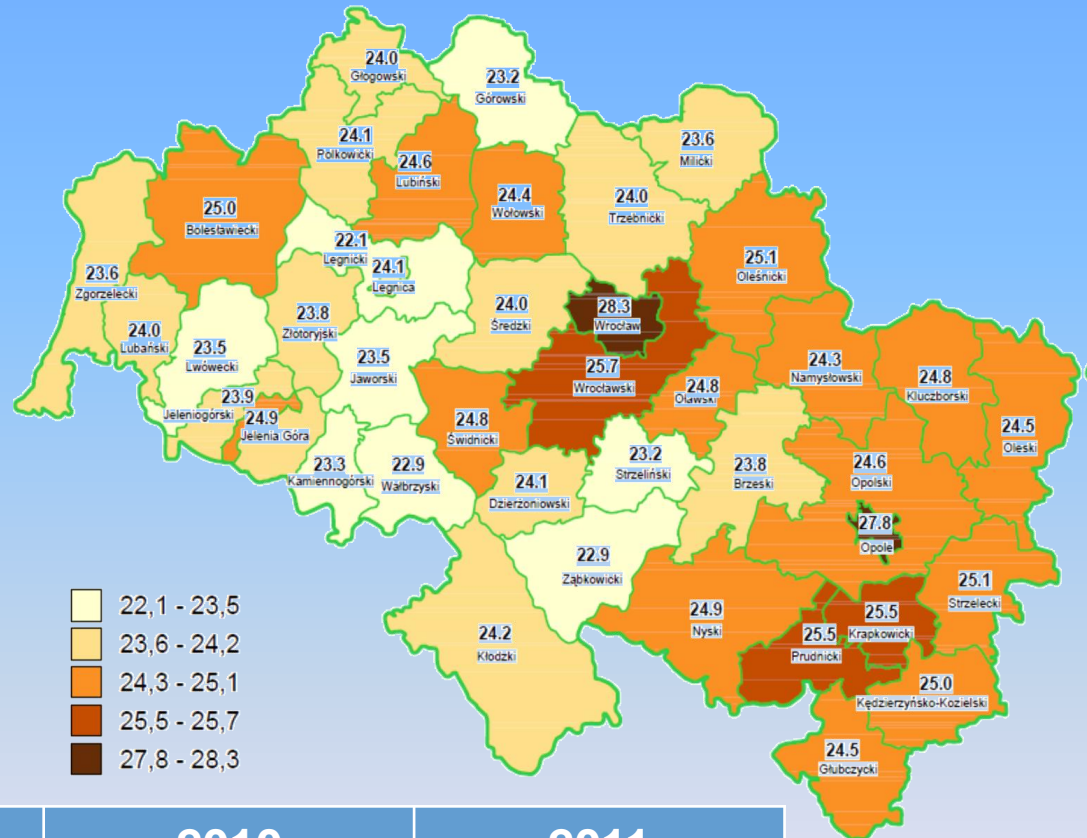 24.0
Głogowski
23.2
Górowski
24.1
Polkowicki
24.6
Lubiński
24.4
Wołowski
24.0
Trzebnicki
23.6
Milicki
25.0
Bolesławiecki
22.1
Legnicki
24.1
Legnica
25.1
Oleśnicki
23.6
Zgorzelecki
24.0
Lubański
23.5
Lwówecki
23.8
Złotoryjski
23.5
Jaworski
24.0
Średzki
28.3
Wrocław
25.7
Wrocławski
24.8
Oławski
24.3
Namysłowski
24.8
Kluczborski
24.5
Oleski
23.9
Jeleniogórski
24.9
Jelenia Góra
23.3
Kamiennogórski
22.9
Wałbrzyski
24.8
Świdnicki
24.1
Dzierżoniowski
23.2
Strzeliński
23.8
Brzeski
24.6
Opolski
27.8
Opole
22.9
Ząbkowicki
24.2
Kłodzki
24.9
Nyski
25.5
Prudnicki
25.5
Krapkowicki
25.1
Strzelecki
25.0
Kędzierzyńsko-Kozielski
24.5
Głubczycki
22,1 - 23,5
23,6 - 24,2
24,3 - 25,1
25,5 - 25,7
27,8 - 28,3
2011